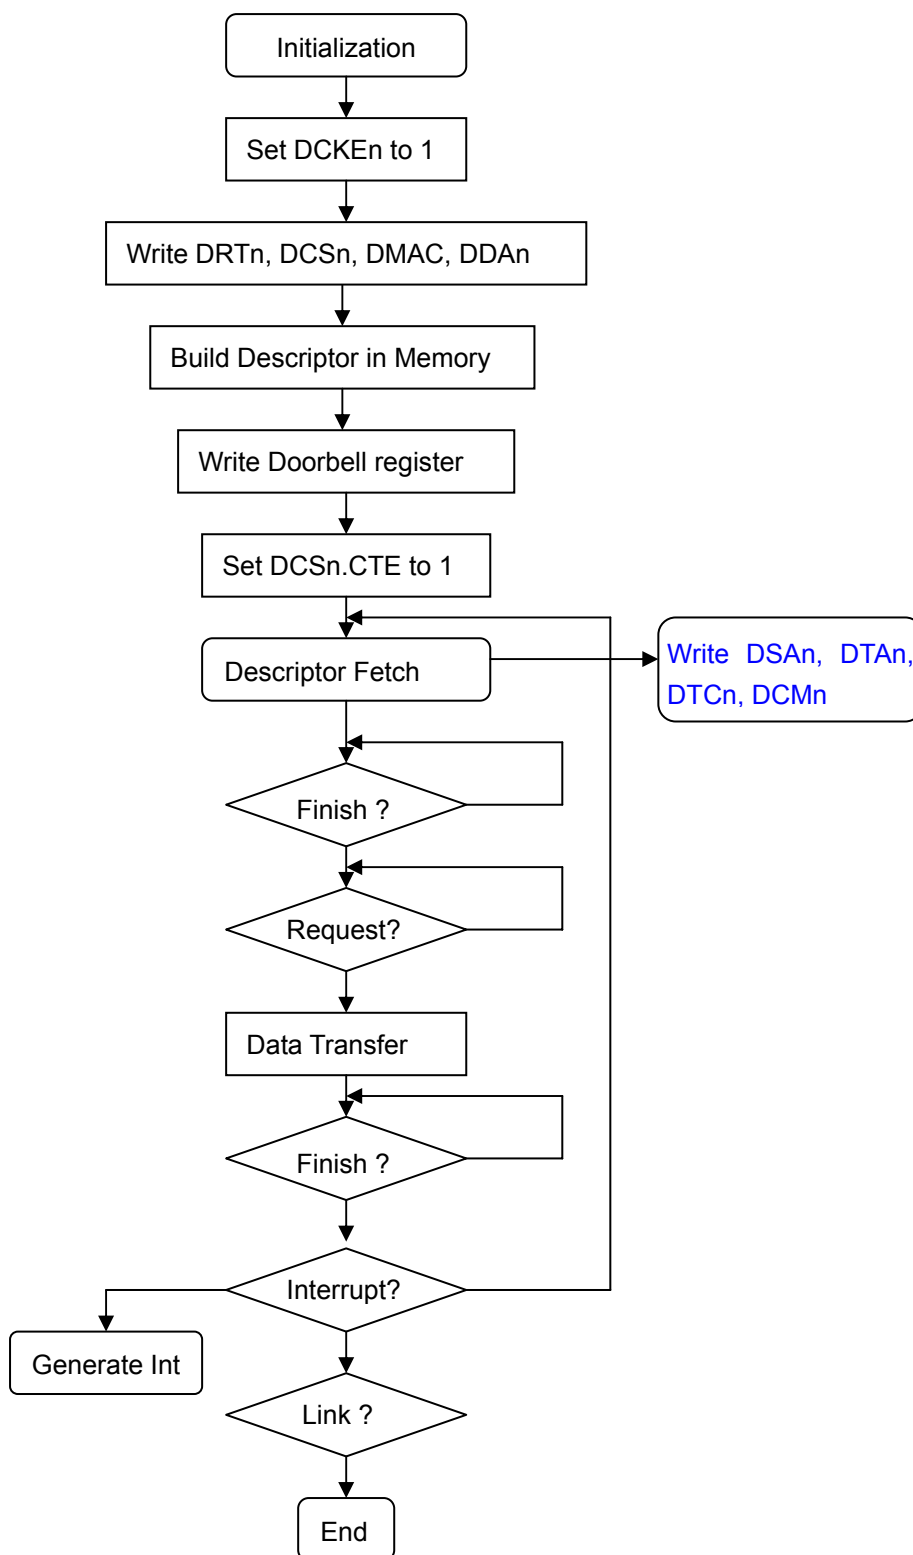 Initialization
Set DCKEn to 1
Write DRTn, DCSn, DMAC, DDAn
Build Descriptor in Memory
Write Doorbell register
Set DCSn.CTE to 1
Descriptor Fetch
Write DSAn, DTAn,
DTCn, DCMn
Finish ?
Request?
Data Transfer
Finish ?
Interrupt?
Generate Int
Link ?
End